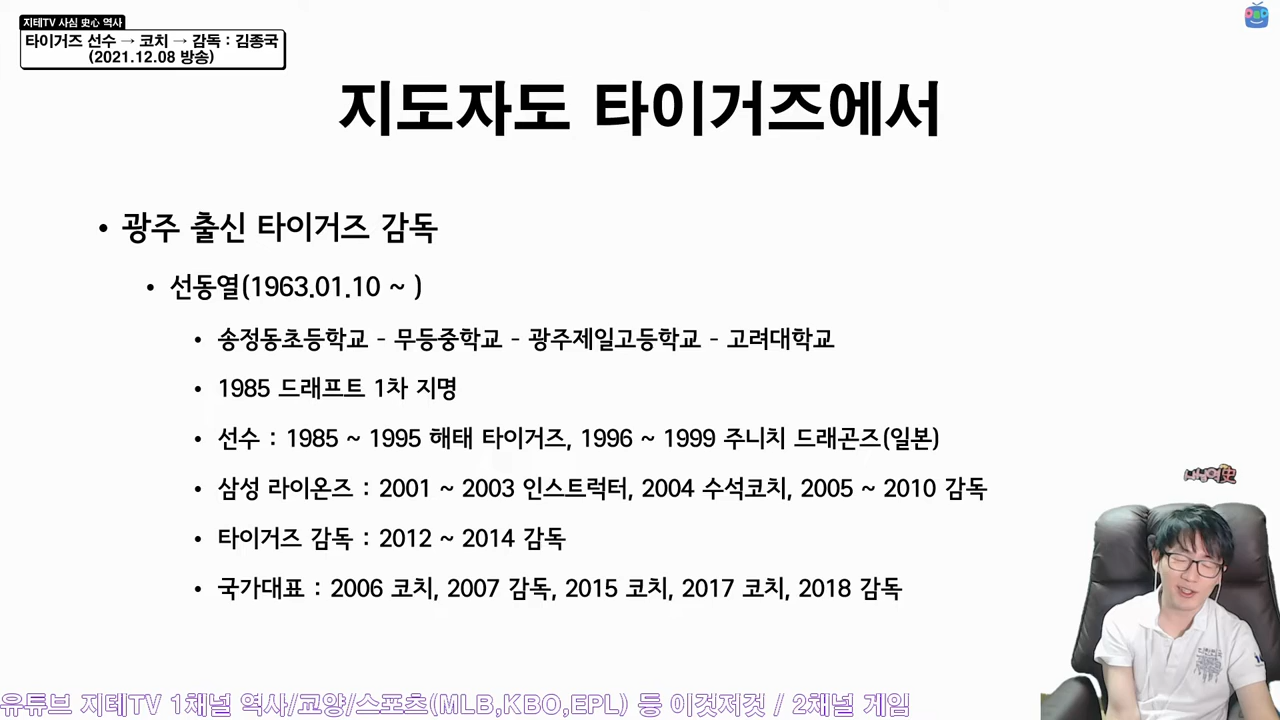 지테TV 사심 史心 역사
타이거즈 선수 → 코치 → 감독 : 김종국
(2021.12.08 방송)
지도자도 타이거즈에서
• 광주 출신 타이거즈 감독
• 선동열(1963.01.10 ~ )
• 송정동초등학교 - 무등중학교 - 광주제일고등학교 - 고려대학교
• 1985 드래프트 1차 지명
• 선수 : 1985 ~ 1995 해태 타이거즈, 1996 ~ 1999 주니치 드래곤즈(일본)
• 삼성 라이온즈 : 2001 ~ 2003 인스트럭터, 2004 수석코치, 2005 ~ 2010 감독
• 타이거즈 감독 : 2012 ~ 2014 감독
• 국가대표 : 2006 코치, 2007 감독, 2015 코치, 2017 코치, 2018 감독
사심역史
유튜브 지테TV 1채널 역사/교양/스포츠(MLB,KBO,EPL) 등 이것저것 / 2채널 게임